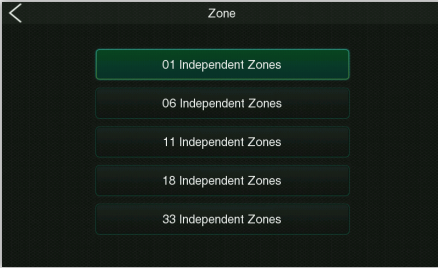 Zone
01 Independent Zones
06 Independent Zones
11 Independent Zones
18 Independent Zones
33 Independent Zones